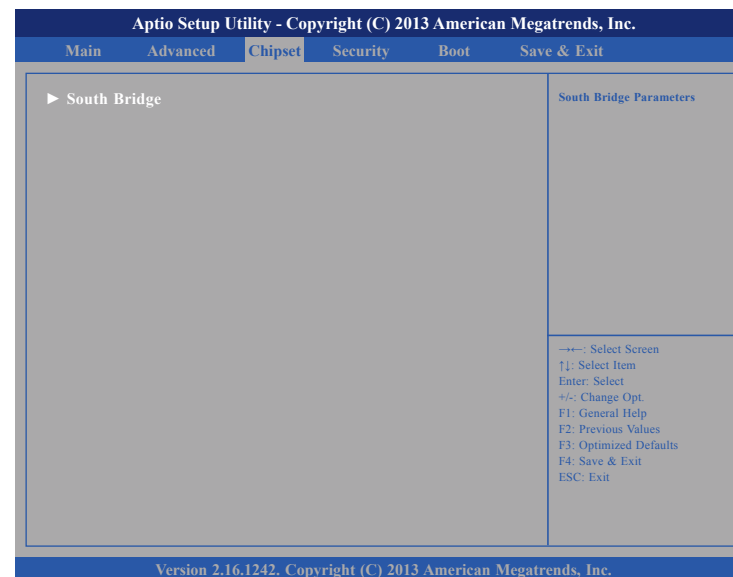 Aptio Setup Utility - Copyright (C) 2013 American Megatrends, Inc.
Main Advanced Chipset Security Boot Save & Exit
► South Bridge
South Bridge Parameters
→←: Select Screen
↑↓: Select Item
Enter: Select
+/-: Change Opt.
F1: General Help
F2: Previous Values
F3: Optimized Defaults
F4: Save & Exit
ESC: Exit
Version 2.16.1242. Copyright (C) 2013 American Megatrends, Inc.